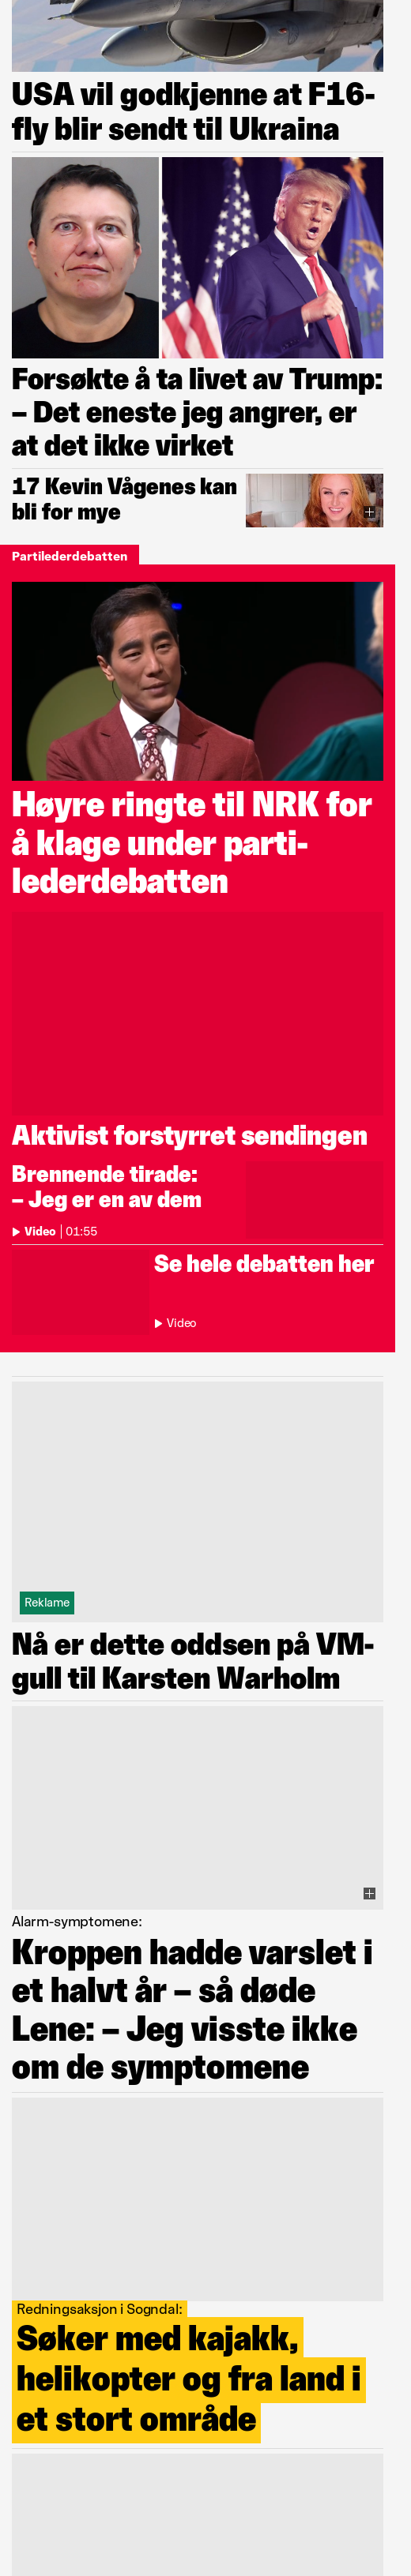 USA vil godkjenne at F16-
fly blir sendt til Ukraina
Forsøkte å ta livet av Trump:
– Det eneste jeg angrer, er
at det ikke virket
17 Kevin Vågenes kan
bli for mye
Partilederdebatten
Høyre ringte til NRK for
å klage under parti-
lederdebatten
Aktivist forstyrret sendingen
Brennende tirade:
– Jeg er en av dem
Video 01:55
Se hele debatten her
Video
Reklame
Nå er dette oddsen på VM-
gull til Karsten Warholm
Alarm-symptomene:
Kroppen hadde varslet i
et halvt år – så døde
Lene: – Jeg visste ikke
om de symptomene
Redningsaksjon i Sogndal:
Søker med kajakk,
helikopter og fra land i
et stort område